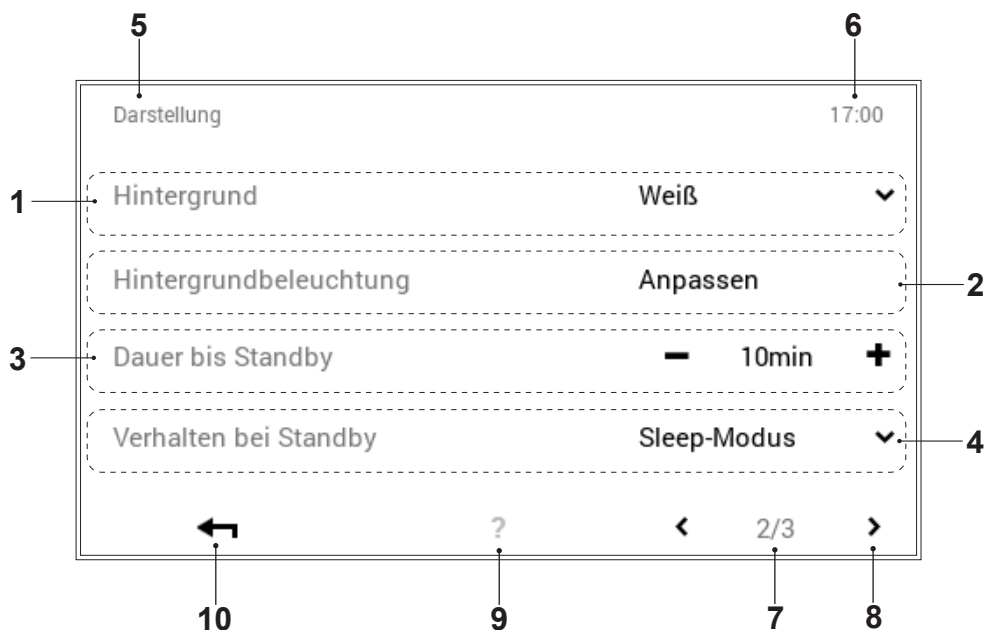 5 6
Darstellung 17:00
1 Hintergrund Weiß
Hintergrundbeleuchtung Anpassen 2
3 Dauer bis Standby − 10min +
Verhalten bei Standby Sleep-Modus 4
? < 2/3 >
10 9 7 8